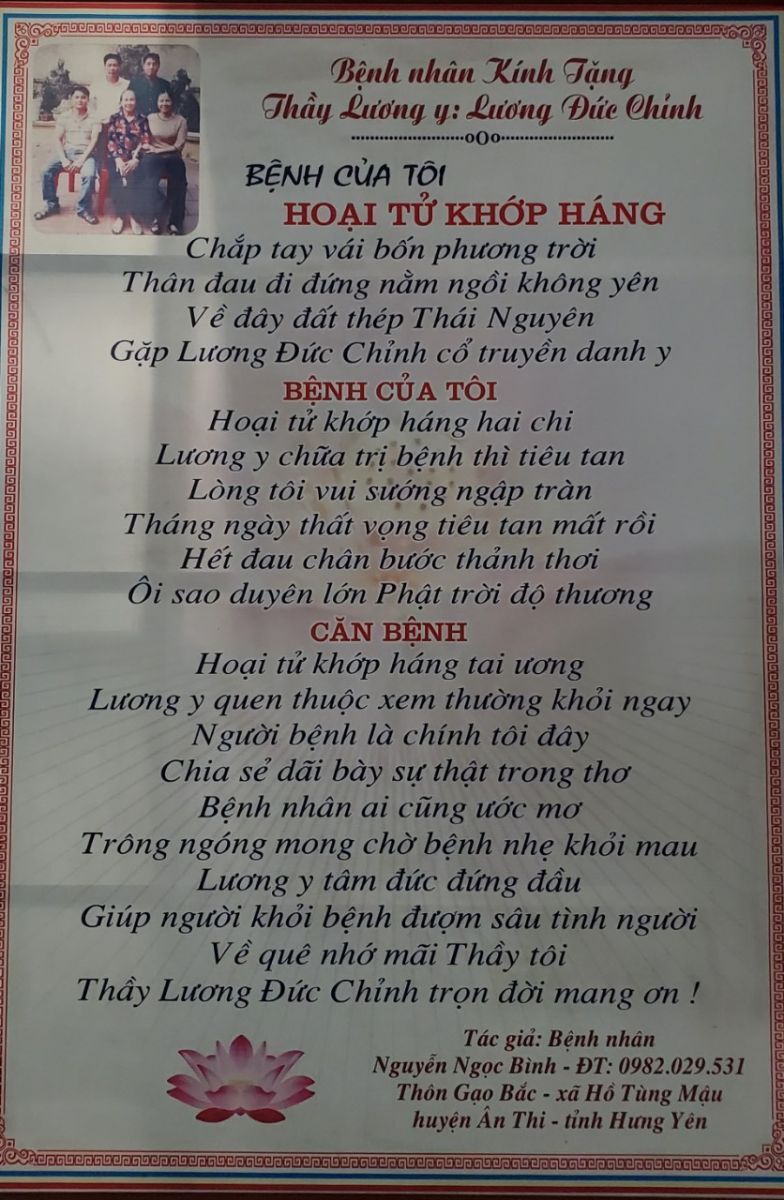 Bệnh nhân Kính Tặng
Thầy Lương y: Lương Đức Chỉnh
oOo
BỆNH CỦA TÔI
HOẠI TỬ KHỚP HÁNG
Chắp tay vái bốn phương trời
Thân đau đi đứng nằm ngồi không yên
Về đây đất thép Thái Nguyên
Gặp Lương Đức Chỉnh cổ truyền danh y
BỆNH CỦA TÔI
Hoại tử khớp háng hai chi
Lương y chữa trị bệnh thì tiêu tan
Lòng tôi vui sướng ngập tràn
Tháng ngày thất vọng tiêu tan mất rồi
Hết đau chân bước thảnh thơi
Ôi sao duyên lớn Phật trời độ thương
CĂN BỆNH
Hoại tử khớp háng tai ương
Lương y quen thuộc xem thường khỏi ngay
Người bệnh là chính tôi đây
Chia sẻ dãi bày sự thật trong thơ
Bệnh nhân ai cũng ước mơ
Trông ngóng mong chờ bệnh nhẹ khỏi mau
Lương y tâm đức đứng đầu
Giúp người khỏi bệnh đượm sâu tình người
Về quê nhớ mãi Thầy tôi
Thầy Lương Đức Chỉnh trọn đời mang ơn !
Tác giả: Bệnh nhân
Nguyễn Ngọc Bình - ĐT: 0982.029.531
Thôn Gạo Bắc - xã Hồ Tùng Mậu
huyện Ân Thi - tỉnh Hưng Yên